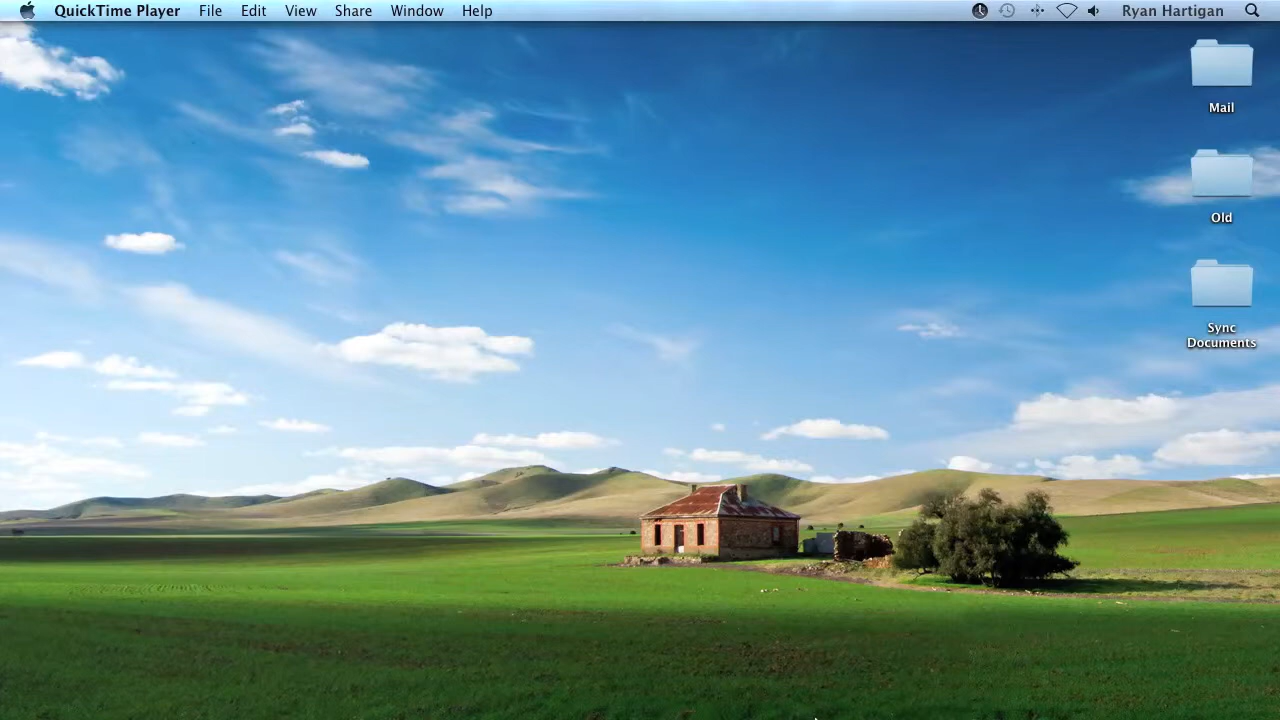 QuickTime Player File Edit View Share Window Help Ryan Hartigan
Mail
Old
Sync
Documents